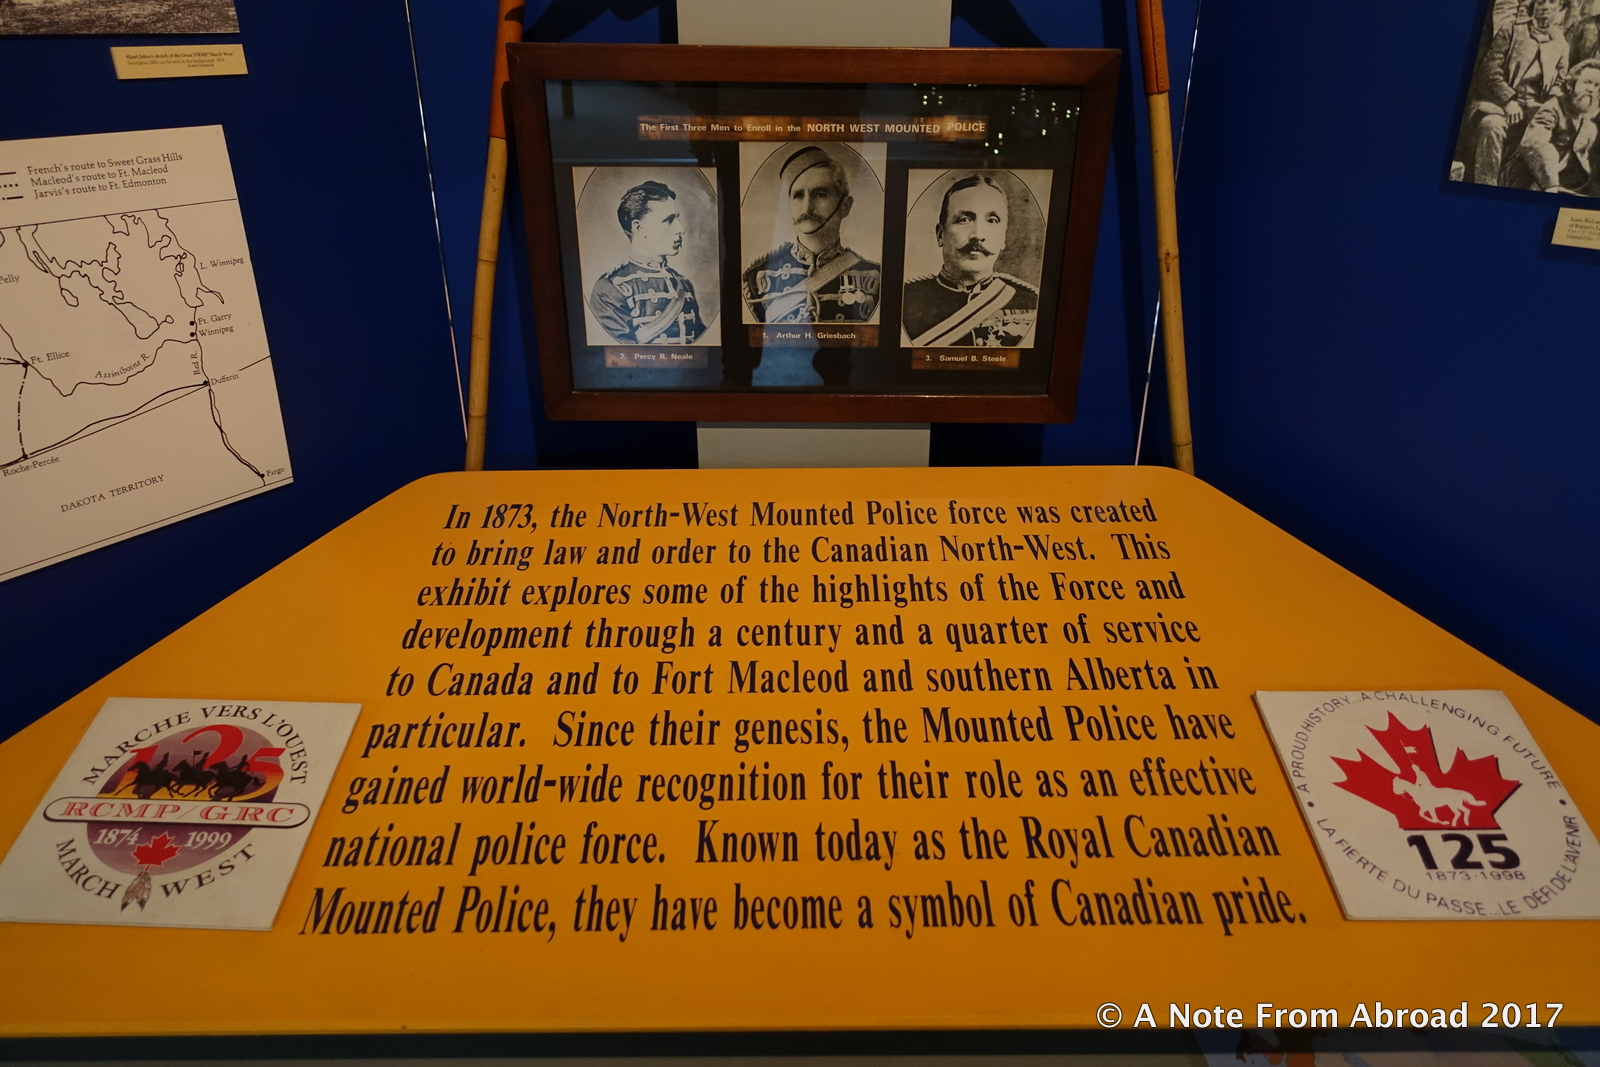 French's route to Sweet Grass Hills
Macleod's route to Ft. Macleod
Jarvis's route to Ft. Edmonton
Pelly
L. Winnipeg
Ft. Garry
Winnipeg
Ft. Ellice
Assiniboine R.
Red R.
Dufferin
Roche-Percée
Fargo
DAKOTA TERRITORY
The First Three Men to Enroll in the NORTH WEST MOUNTED POLICE
2. Percy R. Neale
1. Arthur H. Griesbach
3. Samuel B. Steele
In 1873, the North-West Mounted Police force was created
to bring law and order to the Canadian North-West. This
exhibit explores some of the highlights of the Force and
development through a century and a quarter of service
to Canada and to Fort Macleod and southern Alberta in
particular. Since their genesis, the Mounted Police have
gained world-wide recognition for their role as an effective
national police force. Known today as the Royal Canadian
Mounted Police, they have become a symbol of Canadian pride.
MARCHE VERS L'OUEST
125
RCMP/GRC
1874 1999
MARCH WEST
A PROUD HISTORY...A CHALLENGING FUTURE
125
1873-1998
LA FIERTÉ DU PASSÉ...LE DÉFI DE L'AVENIR
© A Note From Abroad 2017